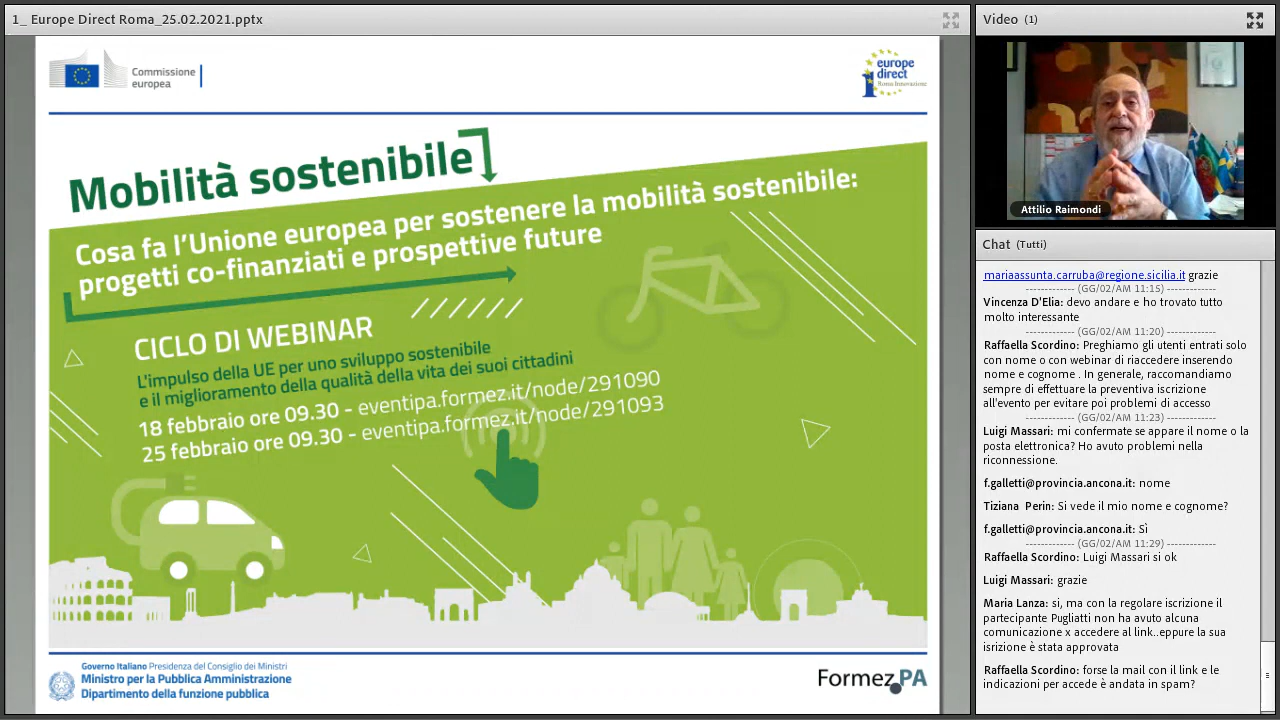 1_ Europe Direct Roma_25.02.2021.pptx
Commissione
europea
europe
direct
Roma Innovazione
Mobilità sostenibile
Cosa fa l'Unione europea per sostenere la mobilità sostenibile:
progetti co-finanziati e prospettive future
CICLO DI WEBINAR
L'impulso della UE per uno sviluppo sostenibile
e il miglioramento della qualità della vita dei suoi cittadini
18 febbraio ore 09.30 - eventipa.formez.it/node/291090
25 febbraio ore 09.30 - eventipa.formez.it/node/291093
Governo Italiano Presidenza del Consiglio dei Ministri
Ministro per la Pubblica Amministrazione
Dipartimento della funzione pubblica
Formez PA
Video (1)
Attilio Raimondi
Chat (Tutti)
mariaassunta.carruba@regione.sicilia.it grazie
------------ (GG/02/AM 11:15) ------------
Vincenza D'Elia: devo andare e ho trovato tutto
molto interessante
------------ (GG/02/AM 11:20) ------------
Raffaella Scordino: Preghiamo gli utenti entrati solo
con nome o con webinar di riaccedere inserendo
nome e cognome . In generale, raccomandiamo
sempre di effettuare la preventiva iscrizione
all'evento per evitare poi problemi di accesso
------------ (GG/02/AM 11:23) ------------
Luigi Massari: mi confermate se appare il nome o la
posta elettronica? Ho avuto problemi nella
riconnessione.
f.galletti@provincia.ancona.it: nome
Tiziana Perin: Si vede il mio nome e cognome?
f.galletti@provincia.ancona.it: Sì
------------ (GG/02/AM 11:29) ------------
Raffaella Scordino: Luigi Massari si ok
Luigi Massari: grazie
Maria Lanza: si, ma con la regolare iscrizione il
partecipante Pugliatti non ha avuto alcuna
comunicazione x accedere al link..eppure la sua
isrizione è stata approvata
Raffaella Scordino: forse la mail con il link e le
indicazioni per accede è andata in spam?